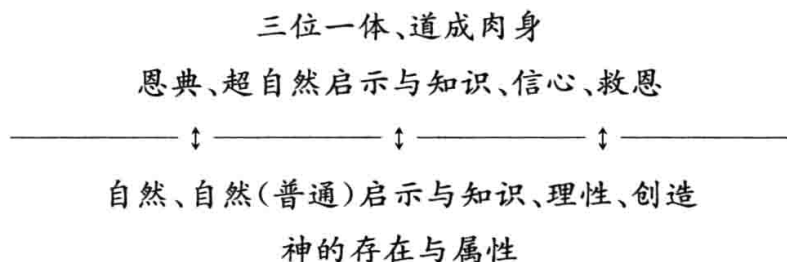 三位一体、道成肉身
恩典、超自然启示与知识、信心、救恩
↕ ↕ ↕
自然、自然(普通)启示与知识、理性、创造
神的存在与属性